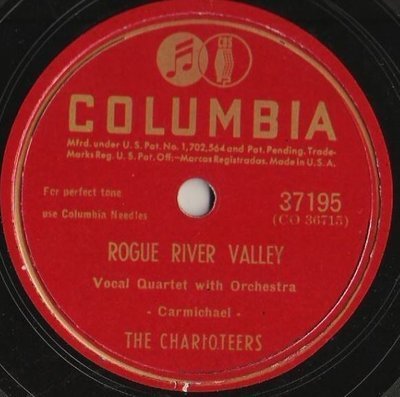 COLUMBIA
Mfrd. under U.S. Pat. No. 1,702,564 and Pat. Pending. Trade-
Marks Reg. U.S. Pat. Off:—Marcas Registradas. Made in U.S.A.
For perfect tone
use Columbia Needles
37195
(CO 36715)
ROGUE RIVER VALLEY
Vocal Quartet with Orchestra
- Carmichael -
THE CHARIOTEERS